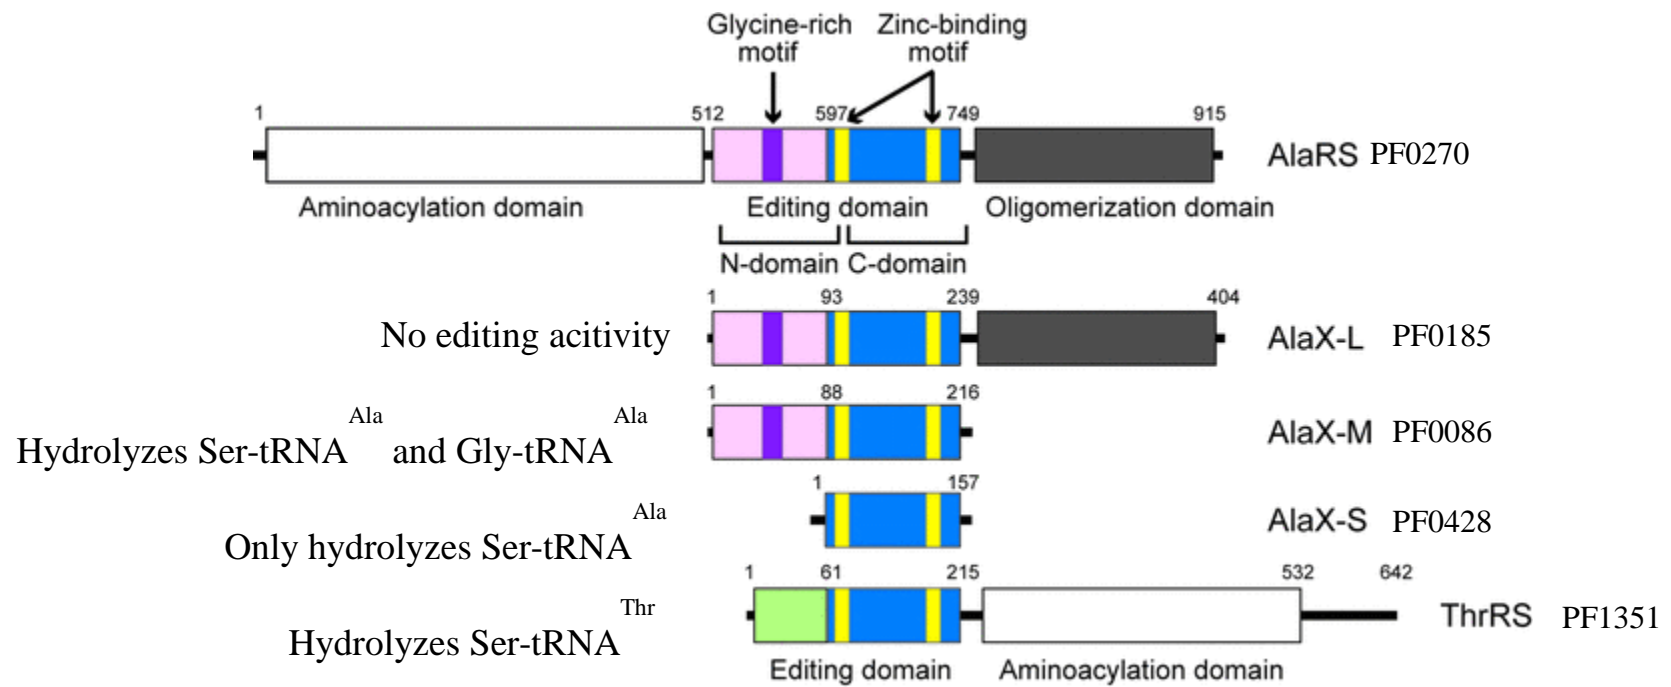 Glycine-rich motif
Zinc-binding motif
1 512 597 749 915
AlaRS PF0270
Aminoacylation domain Editing domain Oligomerization domain
N-domain C-domain
1 93 239 404
No editing acitivity AlaX-L PF0185
1 88 216
Hydrolyzes Ser-tRNA Ala and Gly-tRNA Ala AlaX-M PF0086
1 157
Only hydrolyzes Ser-tRNA Ala AlaX-S PF0428
1 61 215 532 642
Hydrolyzes Ser-tRNA Thr ThrRS PF1351
Editing domain Aminoacylation domain